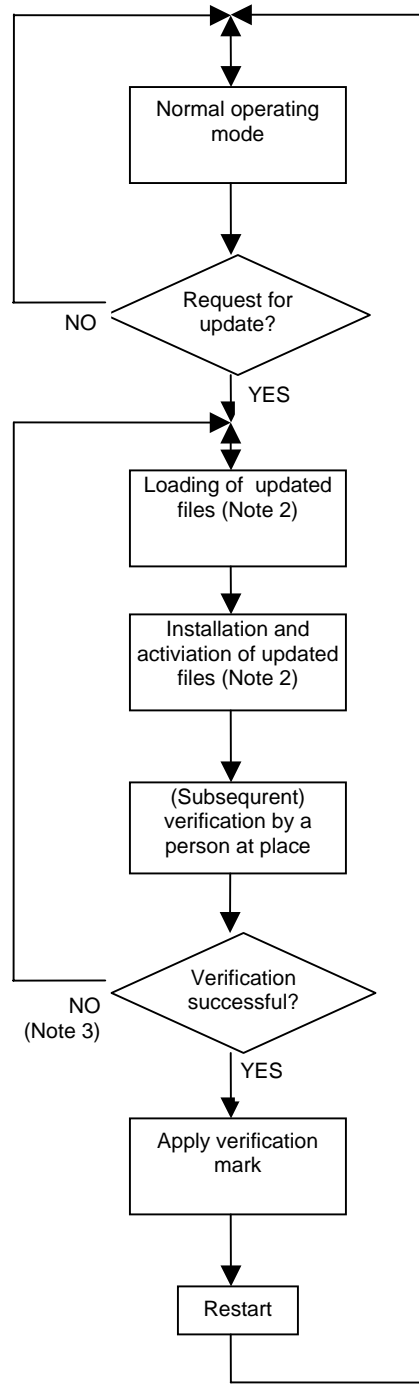 Normal operating
mode
Request for
update?
NO
YES
Loading of updated
files (Note 2)
Installation and
activiation of updated
files (Note 2)
(Subsequrent)
verification by a
person at place
Verification
successful?
NO
(Note 3)
YES
Apply verification
mark
Restart